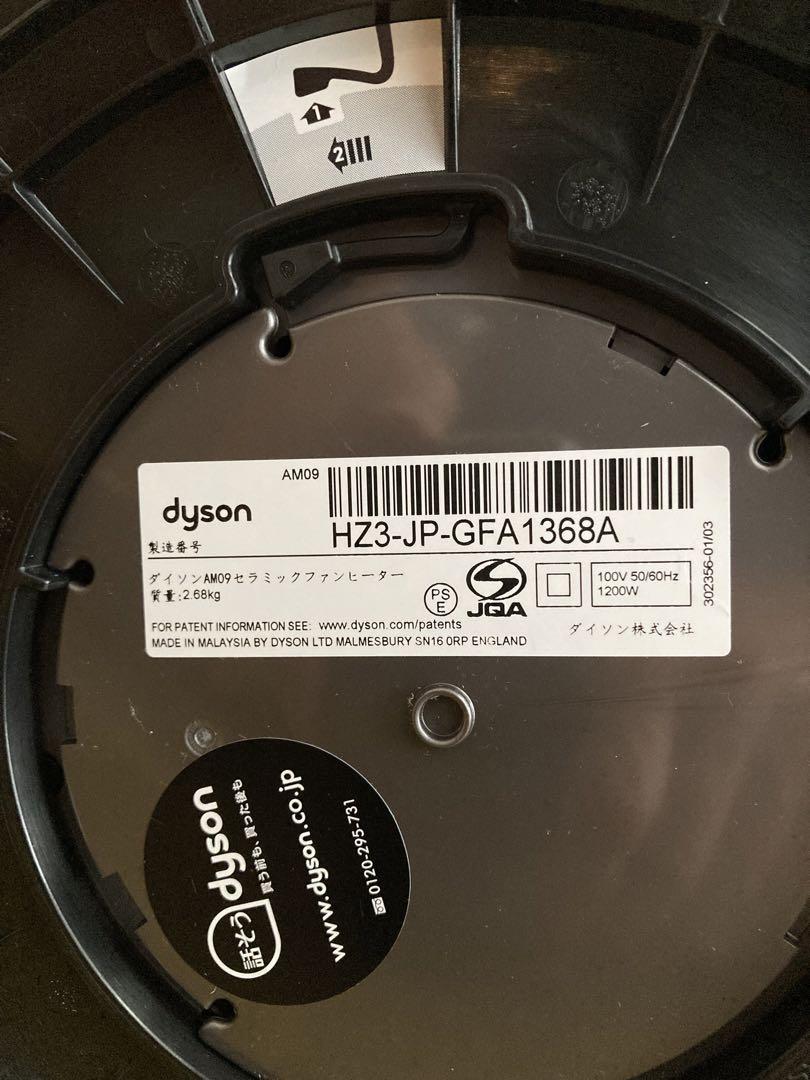 1
2
AM09
dyson
製造番号
HZ3-JP-GFA1368A
ダイソンAM09セラミックファンヒーター
質量:2.68kg
PS
E
JQA
100V 50/60Hz
1200W
302356-01/03
FOR PATENT INFORMATION SEE: www.dyson.com/patents
MADE IN MALAYSIA BY DYSON LTD MALMESBURY SN16 0RP ENGLAND
ダイソン株式会社
話そう dyson
買う前も、買った後も
www.dyson.co.jp
0120-295-731